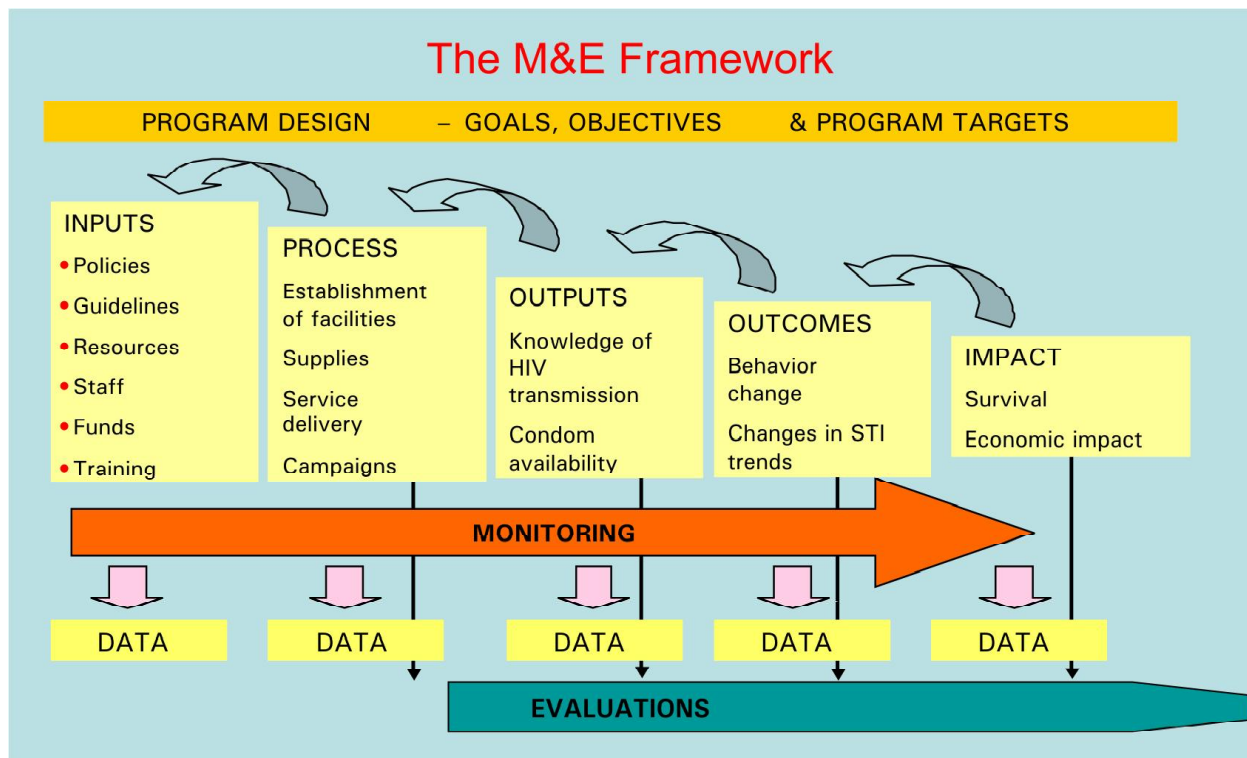 The M&E Framework
PROGRAM DESIGN – GOALS, OBJECTIVES & PROGRAM TARGETS
INPUTS
• Policies
• Guidelines
• Resources
• Staff
• Funds
• Training
PROCESS
Establishment
of facilities
Supplies
Service
delivery
Campaigns
OUTPUTS
Knowledge of
HIV
transmission
Condom
availability
OUTCOMES
Behavior
change
Changes in STI
trends
IMPACT
Survival
Economic impact
MONITORING
DATA
DATA
DATA
DATA
DATA
EVALUATIONS